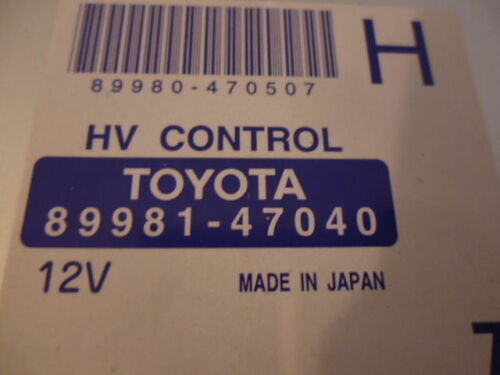 H
89980-470507
HV CONTROL
TOYOTA
89981-47040
12V MADE IN JAPAN